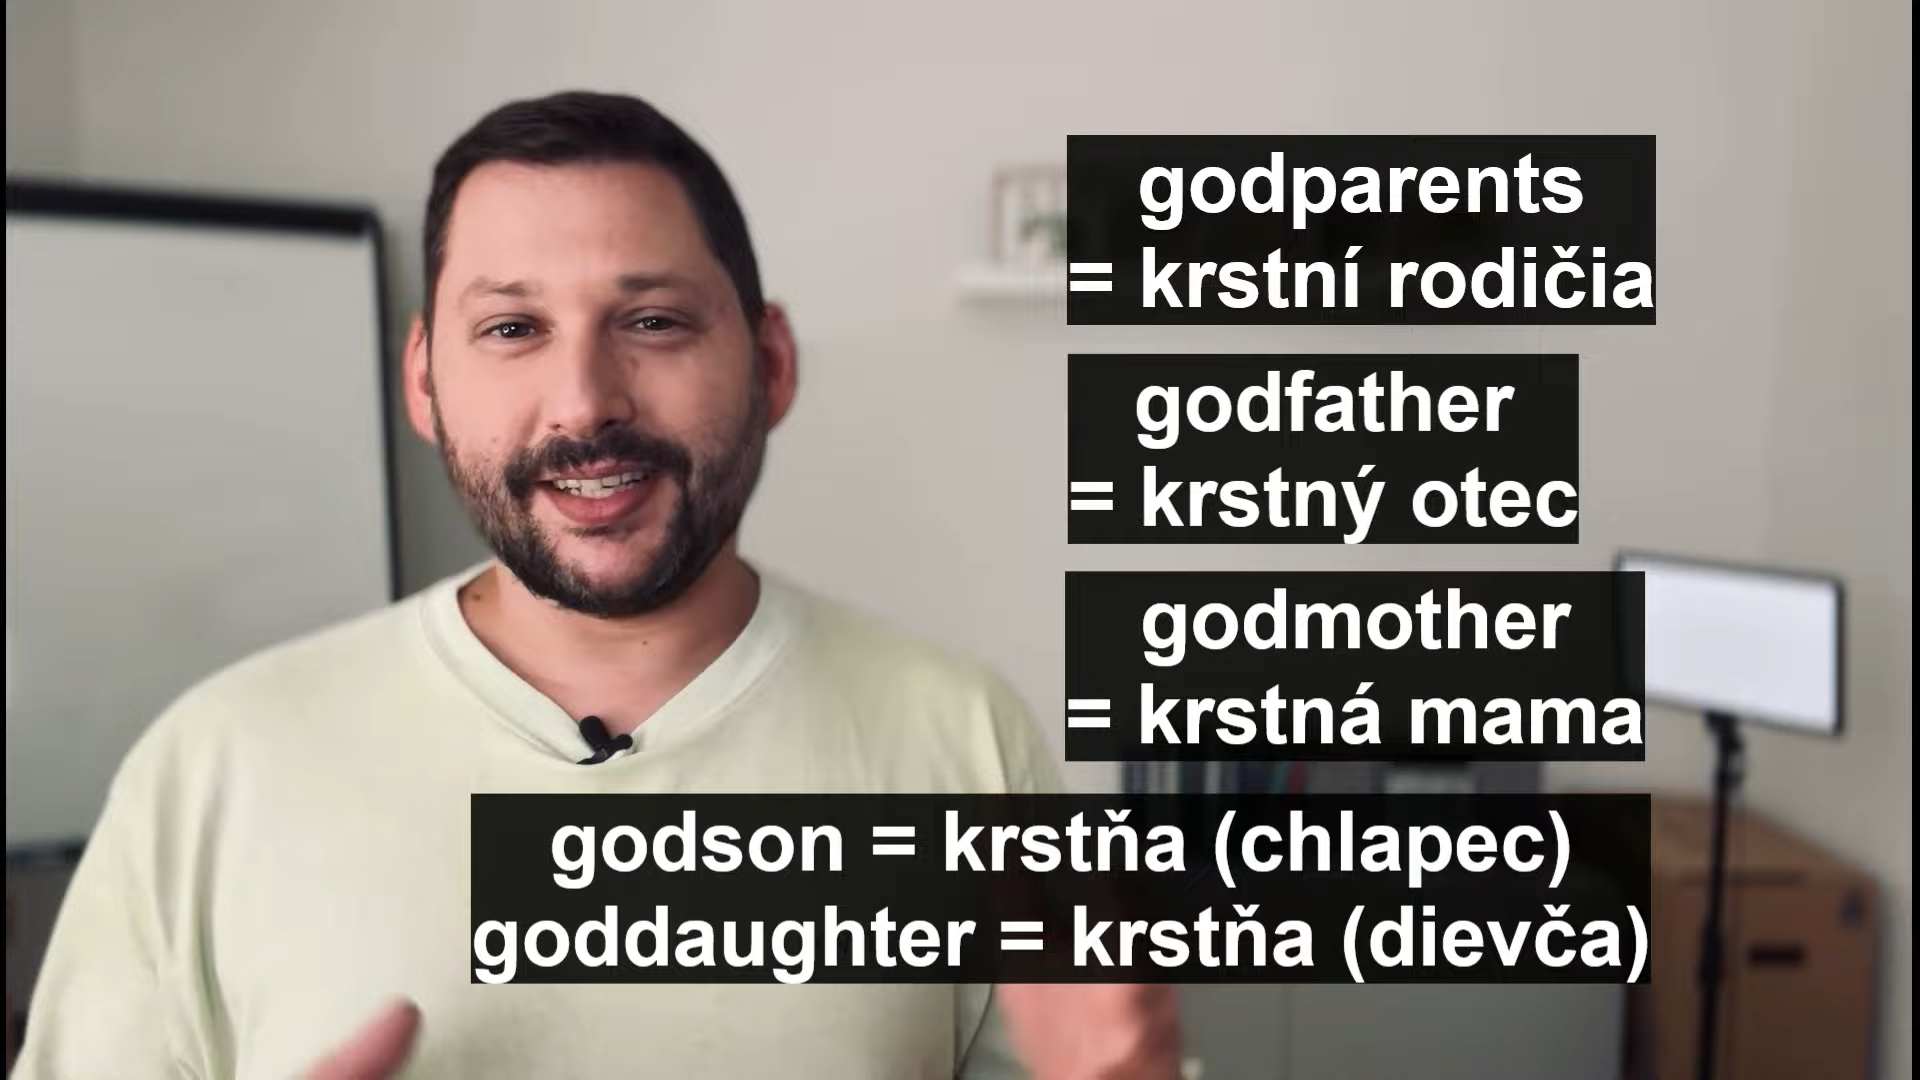 godparents
= krstní rodičia
godfather
= krstný otec
godmother
= krstná mama
godson = krstňa (chlapec)
goddaughter = krstňa (dievča)